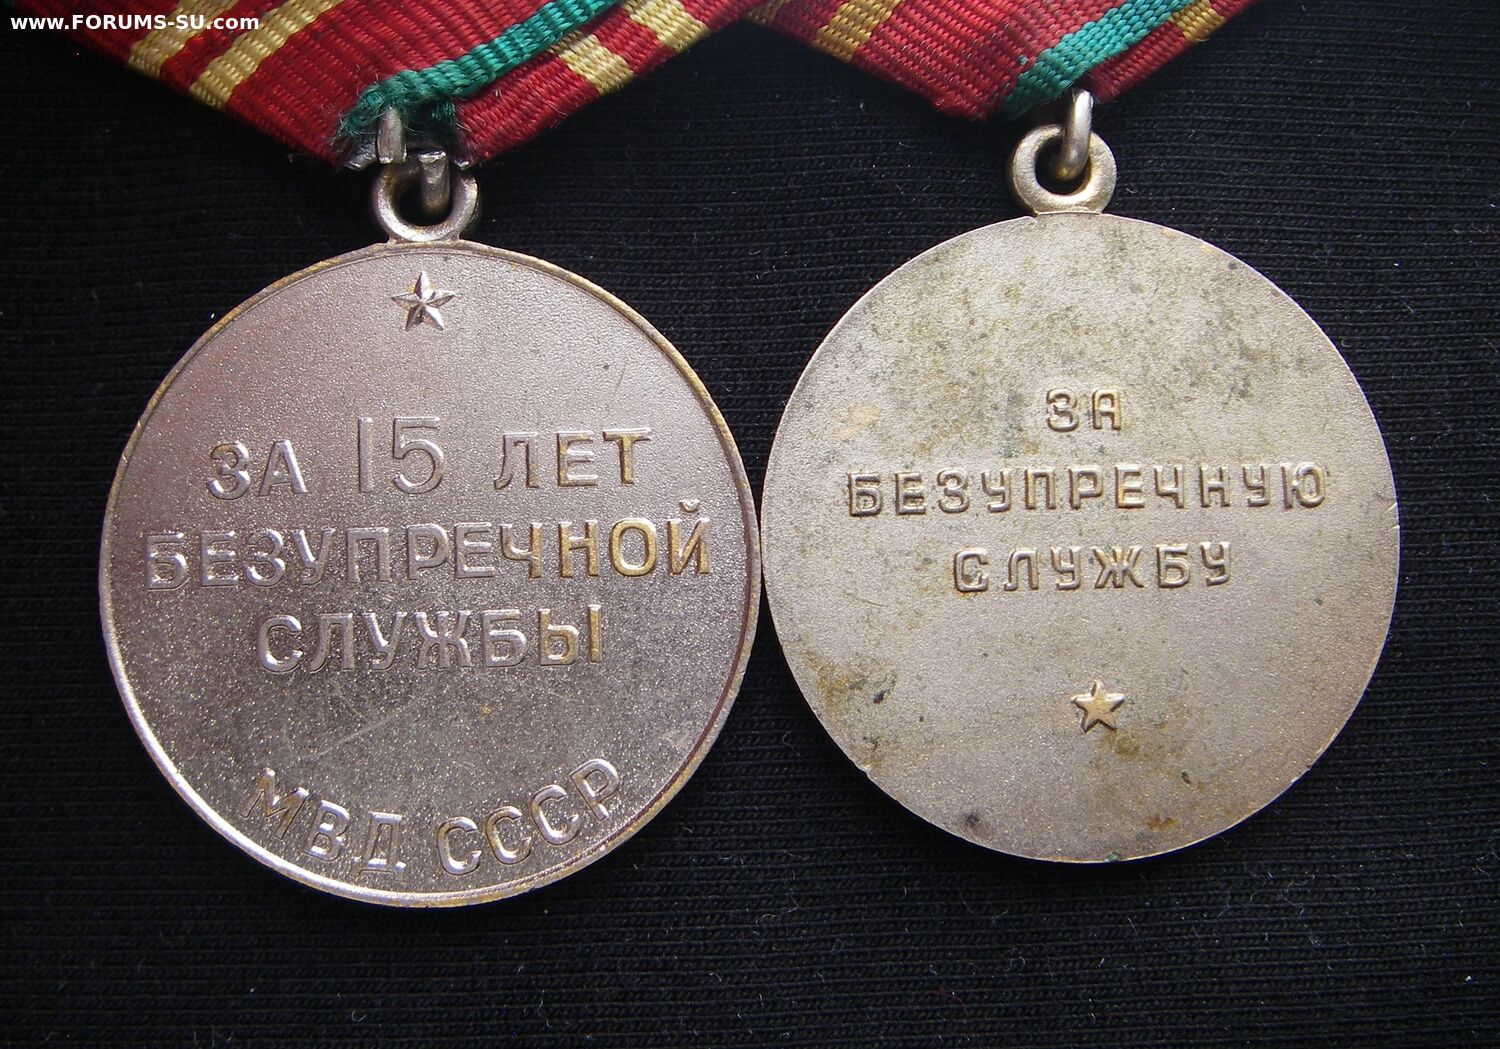 www.FORUMS-SU.com
ЗА 15 ЛЕТ
БЕЗУПРЕЧНОЙ
СЛУЖБЫ
МВД СССР
ЗА
БЕЗУПРЕЧНУЮ
СЛУЖБУ